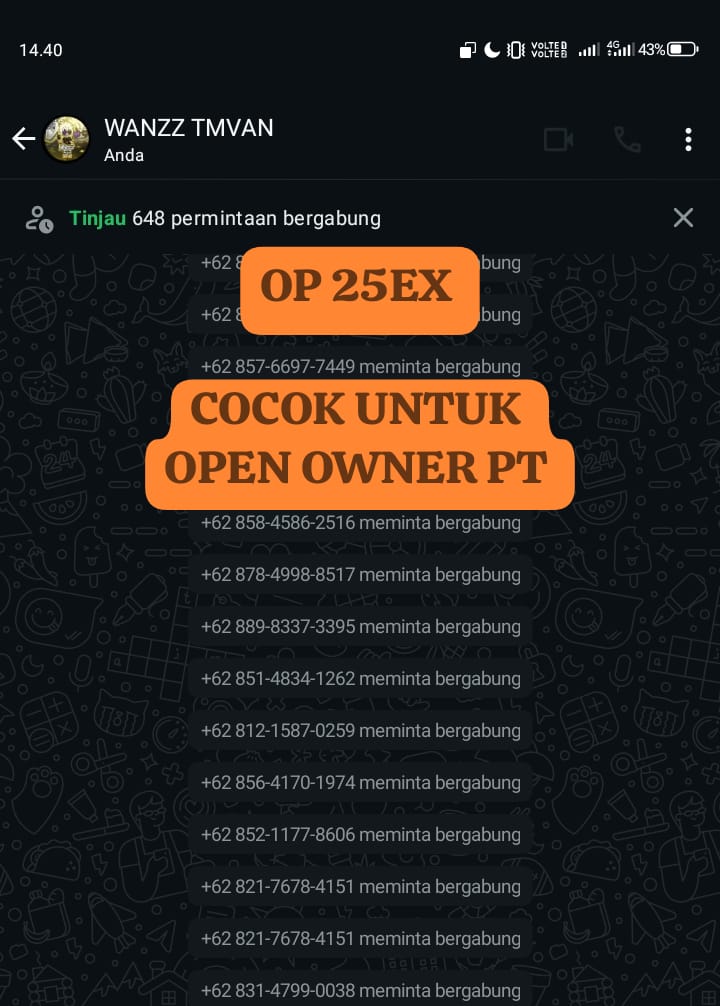 14.40
VOLTE D
VOLTE D
4G
43%
WANZZ TMVAN
Anda
Tinjau 648 permintaan bergabung
+62 8
OP 25EX
+62 8
+62 857-6697-7449 meminta bergabung
COCOK UNTUK
OPEN OWNER PT
+62 858-4586-2516 meminta bergabung
+62 878-4998-8517 meminta bergabung
+62 889-8337-3395 meminta bergabung
+62 851-4834-1262 meminta bergabung
+62 812-1587-0259 meminta bergabung
+62 856-4170-1974 meminta bergabung
+62 852-1177-8606 meminta bergabung
+62 821-7678-4151 meminta bergabung
+62 821-7678-4151 meminta bergabung
+62 831-4799-0038 meminta bergabung